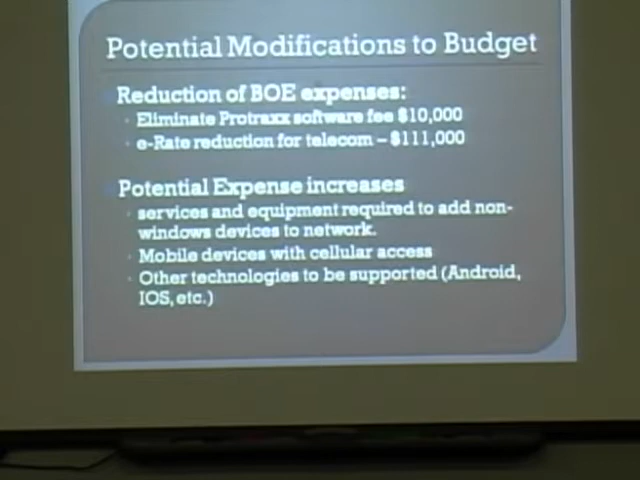 Potential Modifications to Budget
Reduction of BOE expenses:
Eliminate Protraxx software fee $10,000
e-Rate reduction for telecom – $111,000
Potential Expense increases
services and equipment required to add non-
windows devices to network.
Mobile devices with cellular access
Other technologies to be supported (Android,
IOS, etc.)